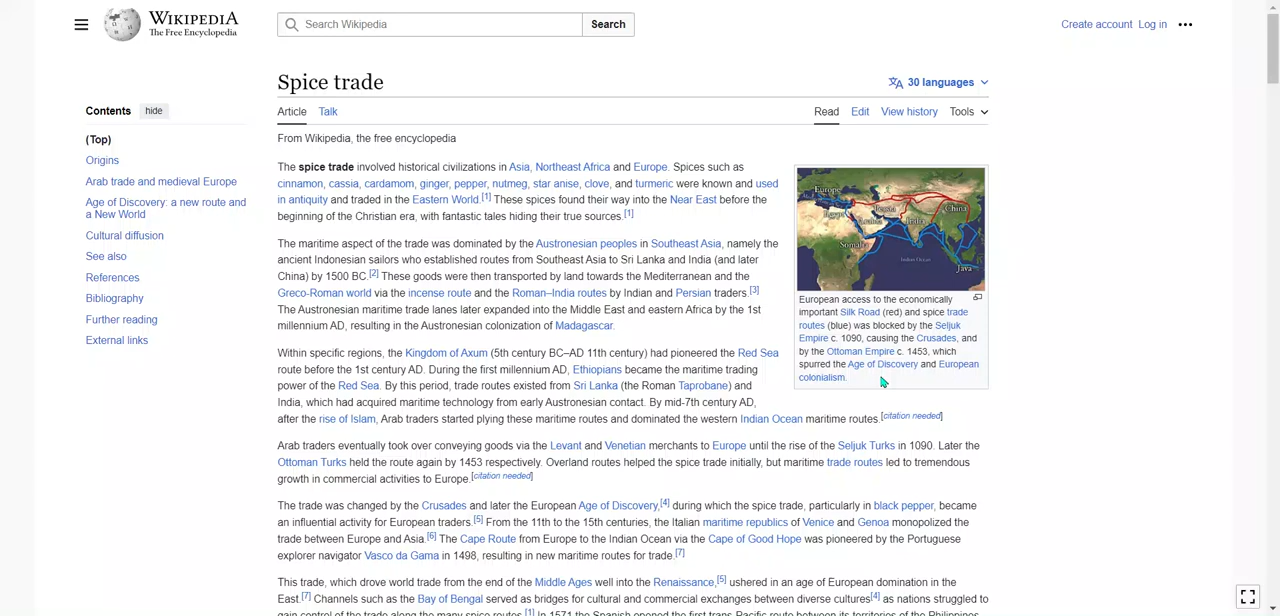 WIKIPEDIA
The Free Encyclopedia
Search Wikipedia
Search
Create account Log in
Spice trade
30 languages
Contents hide
Article Talk
Read Edit View history Tools
(Top)
Origins
Arab trade and medieval Europe
Age of Discovery: a new route and
a New World
Cultural diffusion
See also
References
Bibliography
Further reading
External links
From Wikipedia, the free encyclopedia
The spice trade involved historical civilizations in Asia, Northeast Africa and Europe. Spices such as
cinnamon, cassia, cardamom, ginger, pepper, nutmeg, star anise, clove, and turmeric were known and used
in antiquity and traded in the Eastern World.[1] These spices found their way into the Near East before the
beginning of the Christian era, with fantastic tales hiding their true sources.[1]
The maritime aspect of the trade was dominated by the Austronesian peoples in Southeast Asia, namely the
ancient Indonesian sailors who established routes from Southeast Asia to Sri Lanka and India (and later
China) by 1500 BC.[2] These goods were then transported by land towards the Mediterranean and the
Greco-Roman world via the incense route and the Roman–India routes by Indian and Persian traders.[3]
The Austronesian maritime trade lanes later expanded into the Middle East and eastern Africa by the 1st
millennium AD, resulting in the Austronesian colonization of Madagascar.
Within specific regions, the Kingdom of Axum (5th century BC–AD 11th century) had pioneered the Red Sea
route before the 1st century AD. During the first millennium AD, Ethiopians became the maritime trading
power of the Red Sea. By this period, trade routes existed from Sri Lanka (the Roman Taprobane) and
India, which had acquired maritime technology from early Austronesian contact. By mid-7th century AD,
after the rise of Islam, Arab traders started plying these maritime routes and dominated the western Indian Ocean maritime routes.[citation needed]
Arab traders eventually took over conveying goods via the Levant and Venetian merchants to Europe until the rise of the Seljuk Turks in 1090. Later the
Ottoman Turks held the route again by 1453 respectively. Overland routes helped the spice trade initially, but maritime trade routes led to tremendous
growth in commercial activities to Europe.[citation needed]
The trade was changed by the Crusades and later the European Age of Discovery,[4] during which the spice trade, particularly in black pepper, became
an influential activity for European traders.[5] From the 11th to the 15th centuries, the Italian maritime republics of Venice and Genoa monopolized the
trade between Europe and Asia.[6] The Cape Route from Europe to the Indian Ocean via the Cape of Good Hope was pioneered by the Portuguese
explorer navigator Vasco da Gama in 1498, resulting in new maritime routes for trade.[7]
This trade, which drove world trade from the end of the Middle Ages well into the Renaissance,[5] ushered in an age of European domination in the
East.[7] Channels such as the Bay of Bengal served as bridges for cultural and commercial exchanges between diverse cultures[4] as nations struggled to
gain control of the trade along the many spice routes.[1] In 1571 the Spanish opened the first trans-Pacific route between its territories of the Philippines
Europe
Persia
China
Egypt
Arabia
India
Somalia
Indian Ocean
Java
European access to the economically
important Silk Road (red) and spice trade
routes (blue) was blocked by the Seljuk
Empire c. 1090, causing the Crusades, and
by the Ottoman Empire c. 1453, which
spurred the Age of Discovery and European
colonialism.